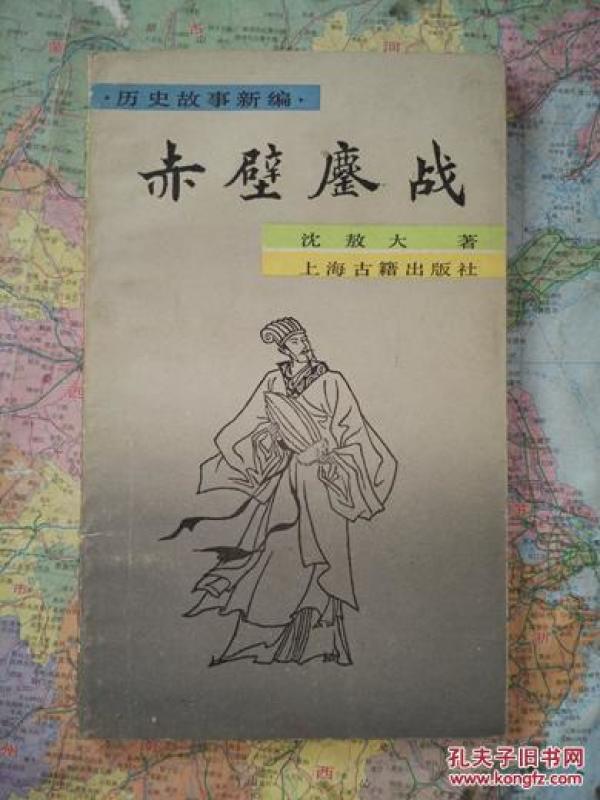 ·历史故事新编·
赤壁鏖战
沈敖大 著
上海古籍出版社
西
孔夫子旧书网
www.kongfz.com